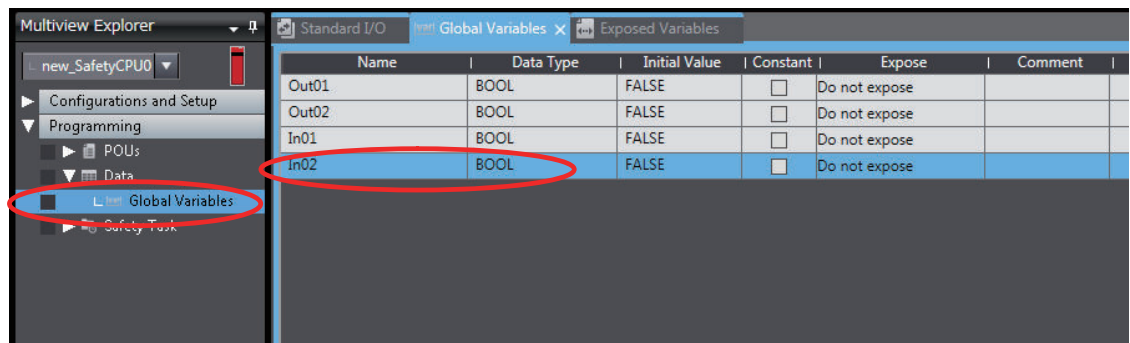 Multiview Explorer
new_SafetyCPU0
Configurations and Setup
Programming
POUs
Data
Global Variables
Safety Task
Standard I/O Global Variables Exposed Variables
Name Data Type Initial Value Constant Expose Comment
Out01 BOOL FALSE Do not expose
Out02 BOOL FALSE Do not expose
In01 BOOL FALSE Do not expose
In02 BOOL FALSE Do not expose